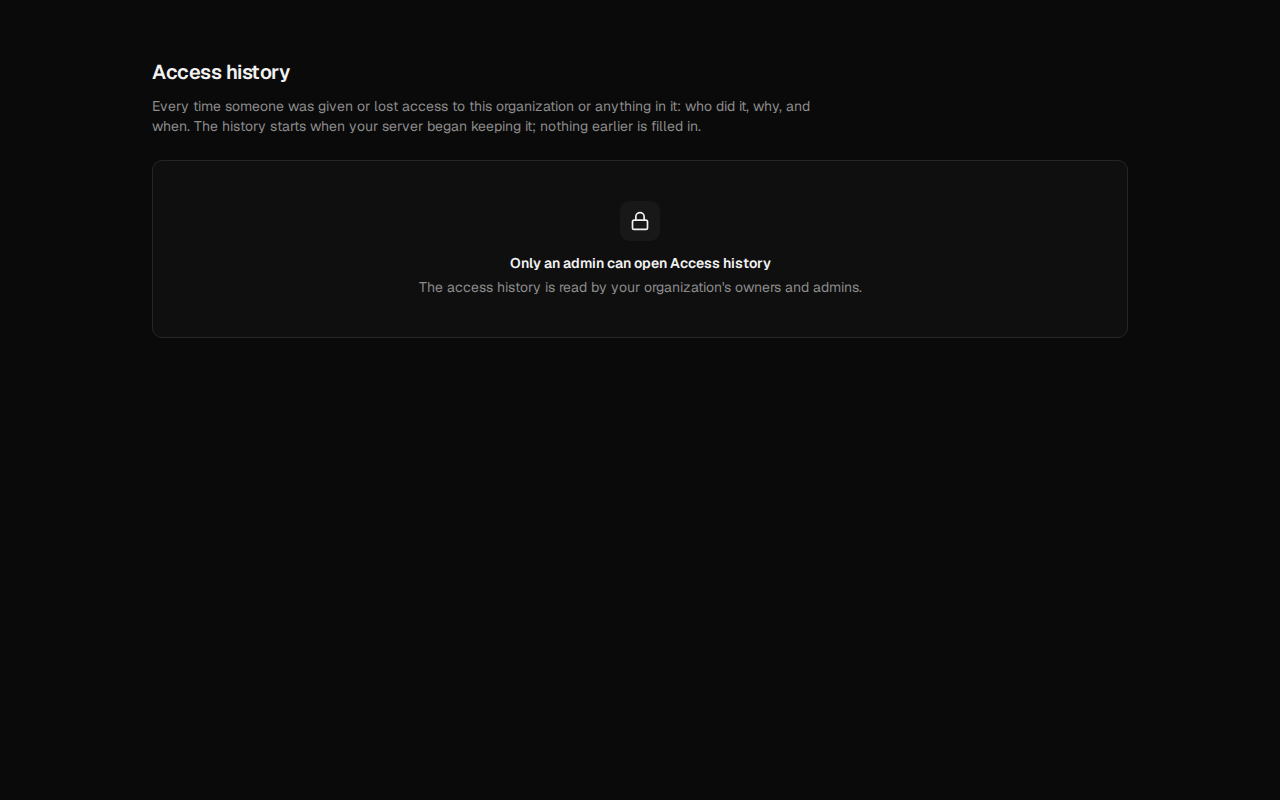 Access history
Every time someone was given or lost access to this organization or anything in it: who did it, why, and
when. The history starts when your server began keeping it; nothing earlier is filled in.
Only an admin can open Access history
The access history is read by your organization's owners and admins.